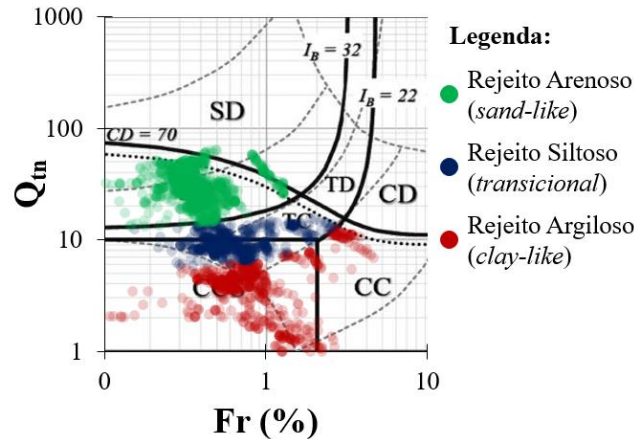 1000
100
10
1
Q_tn
I_B = 32
I_B = 22
SD
CD = 70
TD
CD
TC
CC
0
1
10
Fr (%)
Legenda:
Rejeito Arenoso
(sand-like)
Rejeito Siltoso
(transicional)
Rejeito Argiloso
(clay-like)